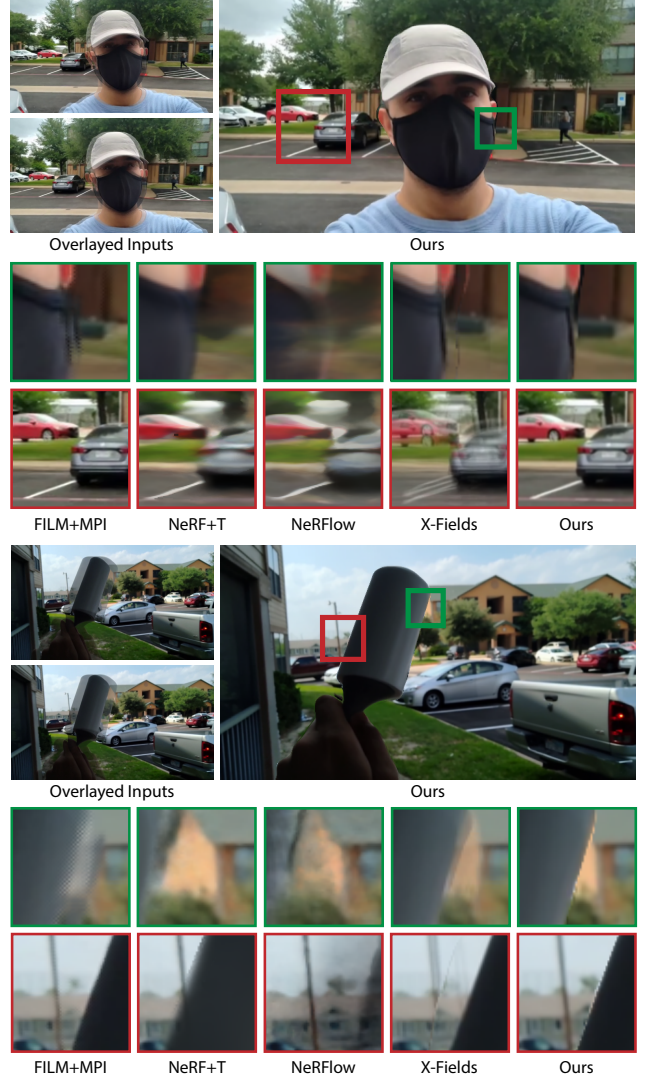 Overlayed Inputs
Ours
FILM+MPI
NeRF+T
NeRFlow
X-Fields
Ours
Overlayed Inputs
Ours
FILM+MPI
NeRF+T
NeRFlow
X-Fields
Ours